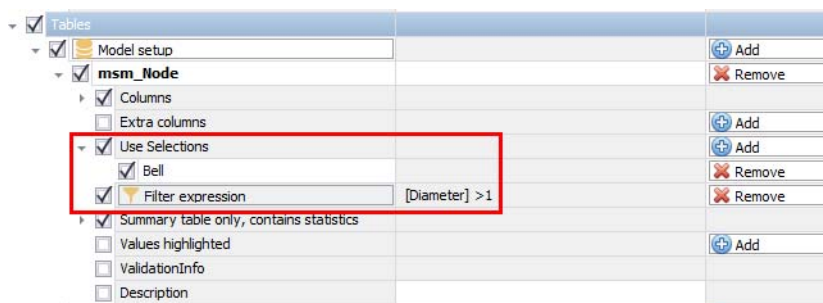 Tables
Model setup Add
msm_Node Remove
Columns
Extra columns Add
Use Selections Add
Bell Remove
Filter expression [Diameter] >1 Remove
Summary table only, contains statistics
Values highlighted Add
ValidationInfo
Description